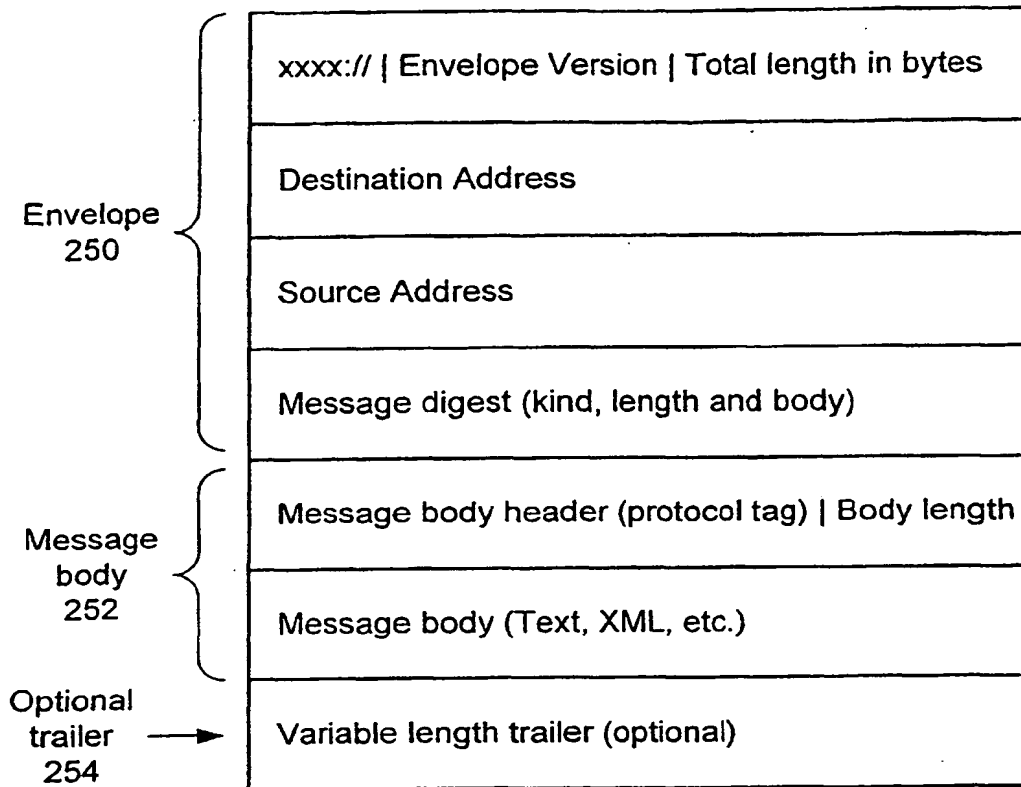 xxxx:// | Envelope Version | Total length in bytes
Destination Address
Envelope
250
Source Address
Message digest (kind, length and body)
Message body header (protocol tag) | Body length
Message
body
252
Message body (Text, XML, etc.)
Optional
trailer
254
Variable length trailer (optional)